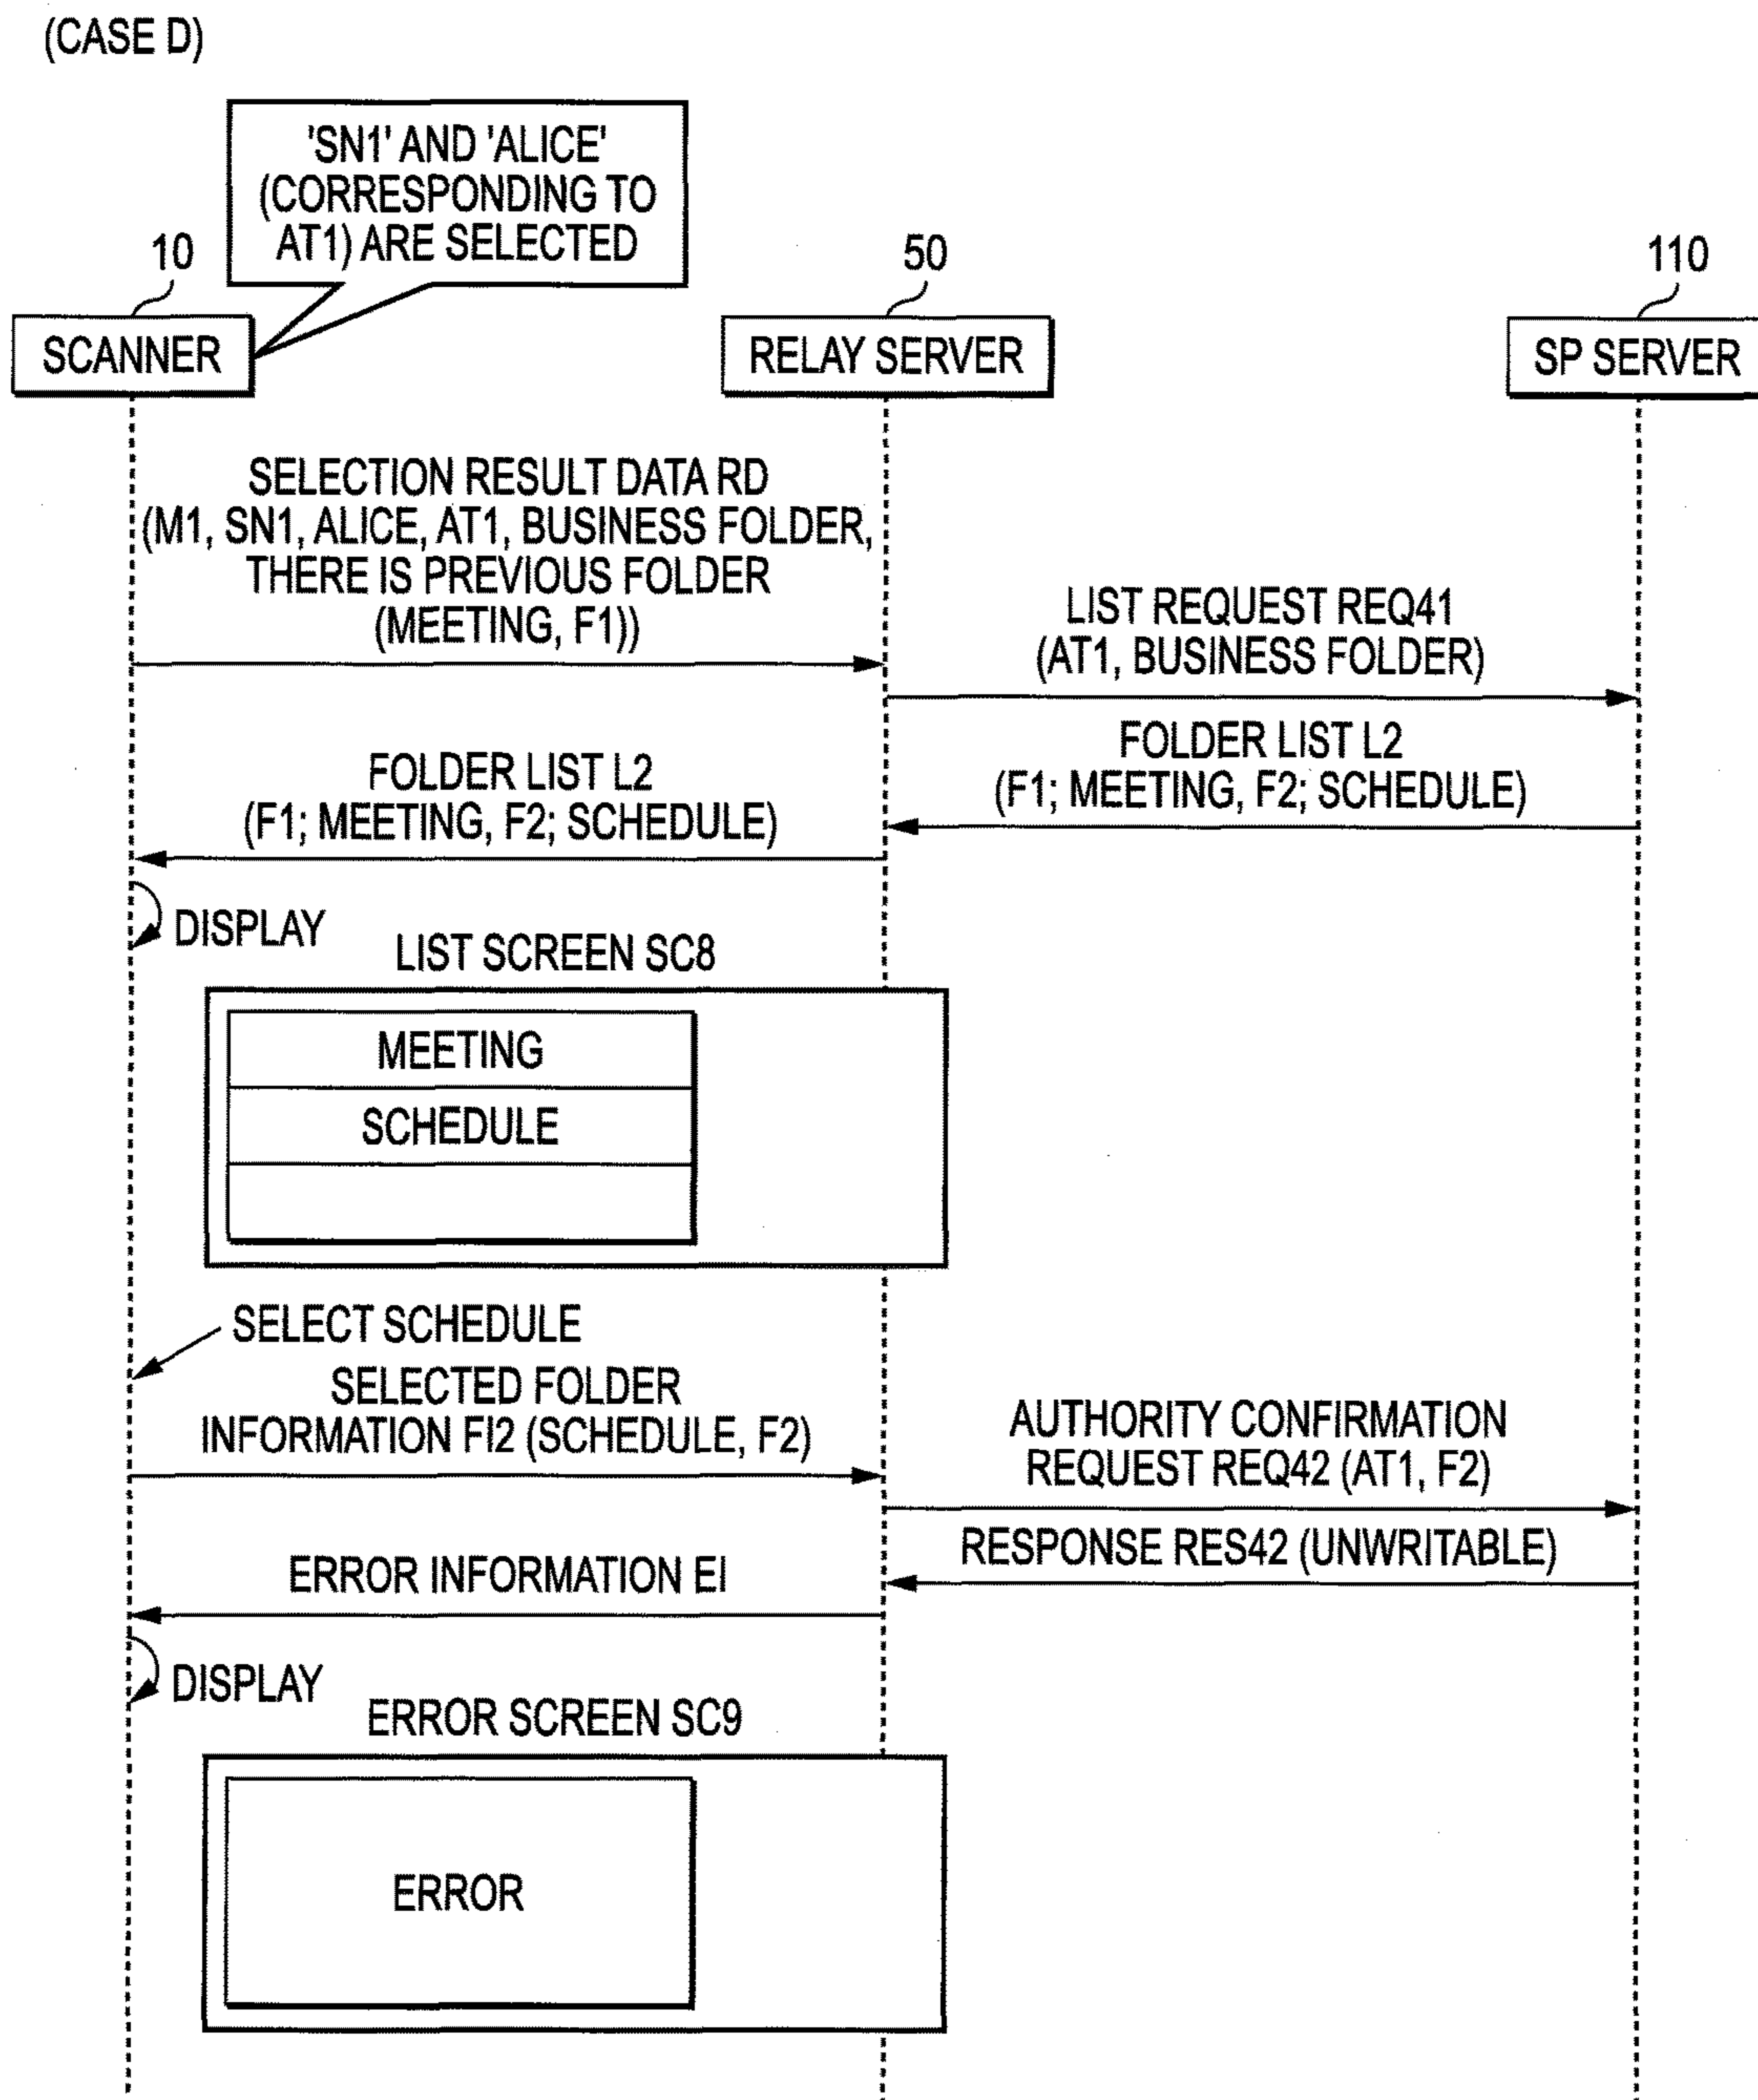 (CASE D)
'SN1' AND 'ALICE'
(CORRESPONDING TO
AT1) ARE SELECTED
10
50
110
SCANNER
RELAY SERVER
SP SERVER
SELECTION RESULT DATA RD
(M1, SN1, ALICE, AT1, BUSINESS FOLDER,
THERE IS PREVIOUS FOLDER
(MEETING, F1))
LIST REQUEST REQ41
(AT1, BUSINESS FOLDER)
FOLDER LIST L2
(F1; MEETING, F2; SCHEDULE)
FOLDER LIST L2
(F1; MEETING, F2; SCHEDULE)
DISPLAY
LIST SCREEN SC8
MEETING
SCHEDULE
SELECT SCHEDULE
SELECTED FOLDER
INFORMATION FI2 (SCHEDULE, F2)
AUTHORITY CONFIRMATION
REQUEST REQ42 (AT1, F2)
RESPONSE RES42 (UNWRITABLE)
ERROR INFORMATION EI
DISPLAY
ERROR SCREEN SC9
ERROR